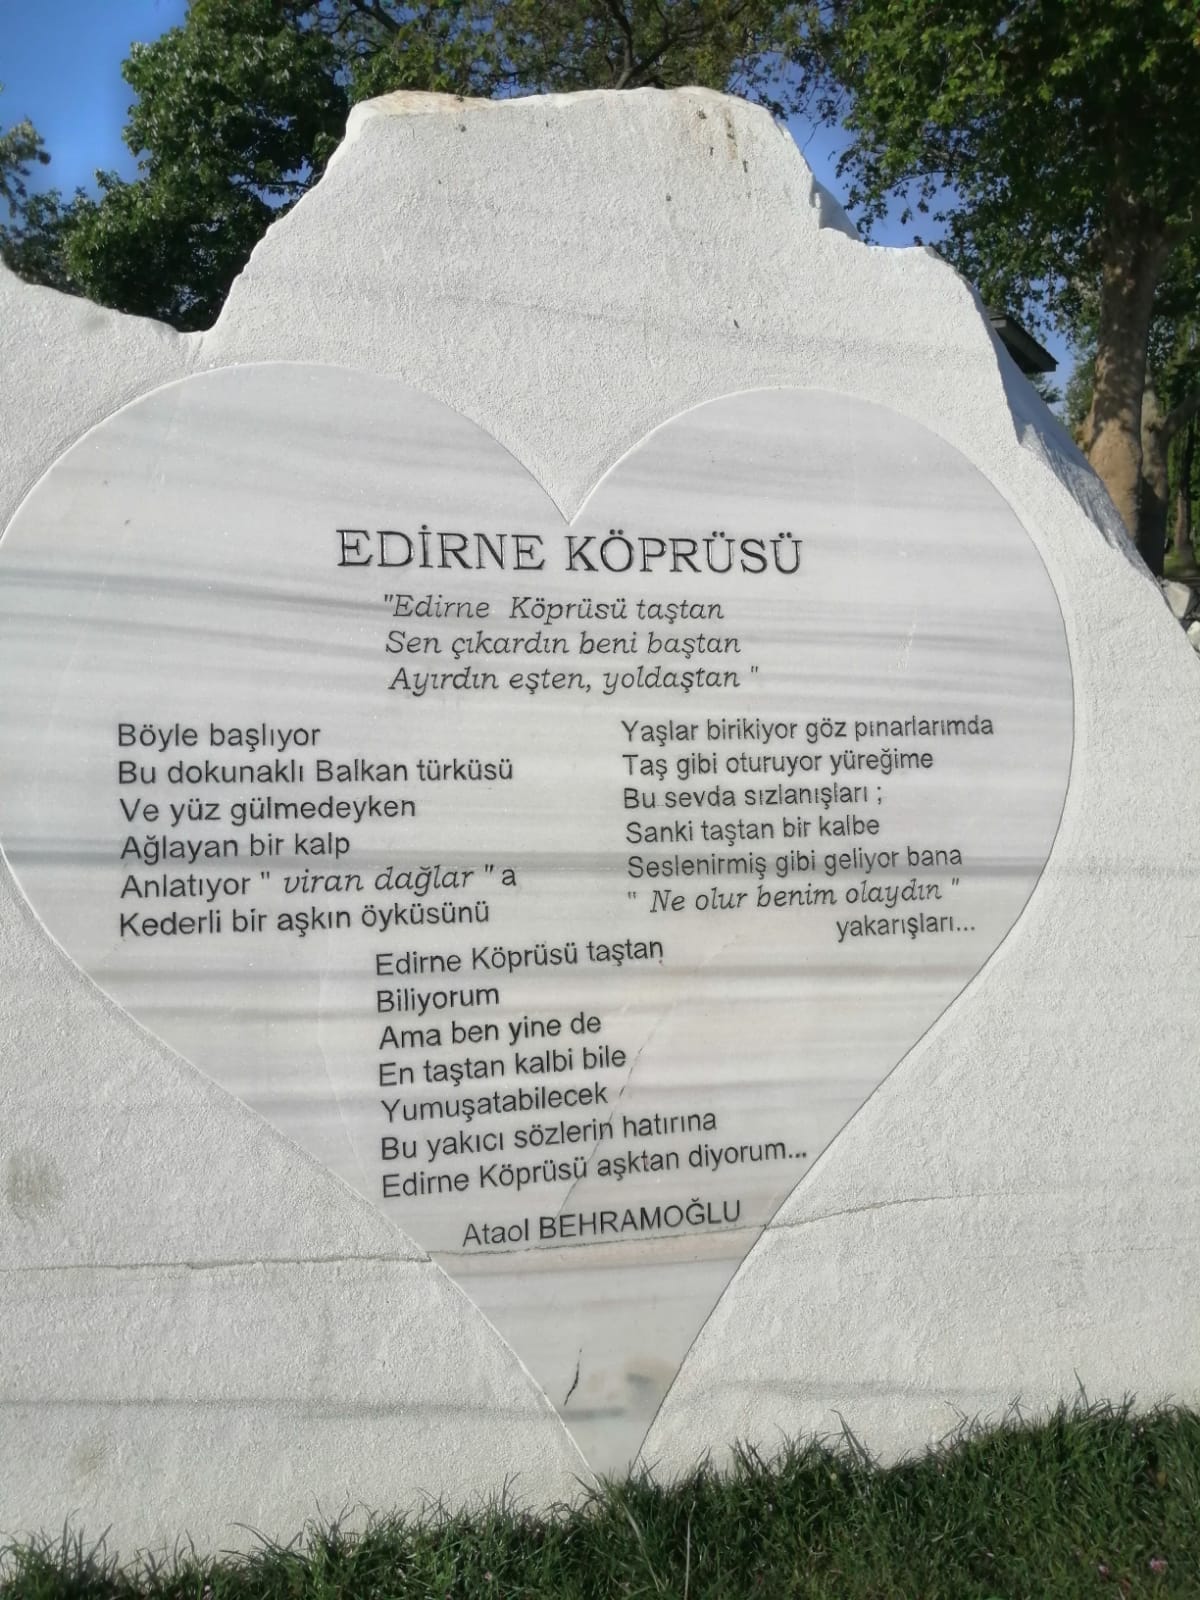 EDİRNE KÖPRÜSÜ
"Edirne Köprüsü taştan
Sen çıkardın beni baştan
Ayırdın eşten, yoldaştan "
Böyle başlıyor
Bu dokunaklı Balkan türküsü
Ve yüz gülmedeyken
Ağlayan bir kalp
Anlatıyor " viran dağlar " a
Kederli bir aşkın öyküsünü
Yaşlar birikiyor göz pınarlarımda
Taş gibi oturuyor yüreğime
Bu sevda sızlanışları ;
Sanki taştan bir kalbe
Seslenirmiş gibi geliyor bana
" Ne olur benim olaydın "
yakarışları...
Edirne Köprüsü taştan
Biliyorum
Ama ben yine de
En taştan kalbi bile
Yumuşatabilecek
Bu yakıcı sözlerin hatırına
Edirne Köprüsü aşktan diyorum...
Ataol BEHRAMOĞLU